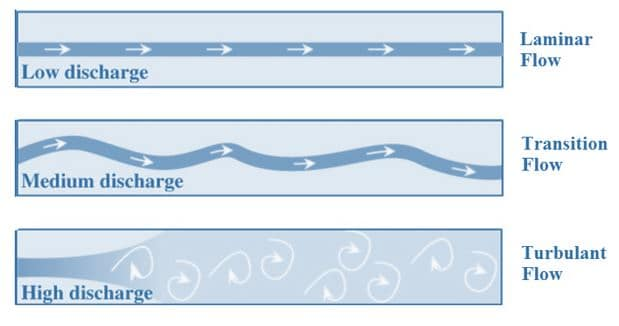 Laminar
Flow
Low discharge
Transition
Flow
Medium discharge
Turbulant
Flow
High discharge